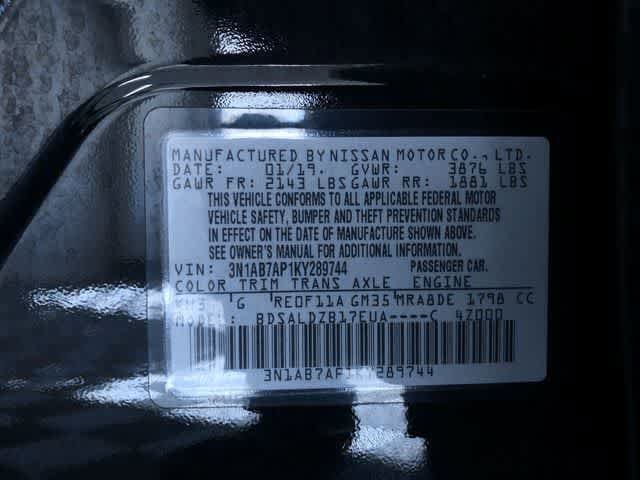 MANUFACTURED BY NISSAN MOTOR CO., LTD.
DATE: 01/19. GVWR: 3876 LBS
GAWR FR: 2143 LBS GAWR RR: 1881 LBS
THIS VEHICLE CONFORMS TO ALL APPLICABLE FEDERAL MOTOR
VEHICLE SAFETY, BUMPER AND THEFT PREVENTION STANDARDS
IN EFFECT ON THE DATE OF MANUFACTURE SHOWN ABOVE.
SEE OWNER'S MANUAL FOR ADDITIONAL INFORMATION.
VIN: 3N1AB7AP1KY289744 PASSENGER CAR.
COLOR TRIM TRANS AXLE ENGINE
G RE0F11A GM35 MRA8DE 1798 CC
MODEL: BDSALDZB17EUA----C 4Z000
3N1AB7AP1KY289744